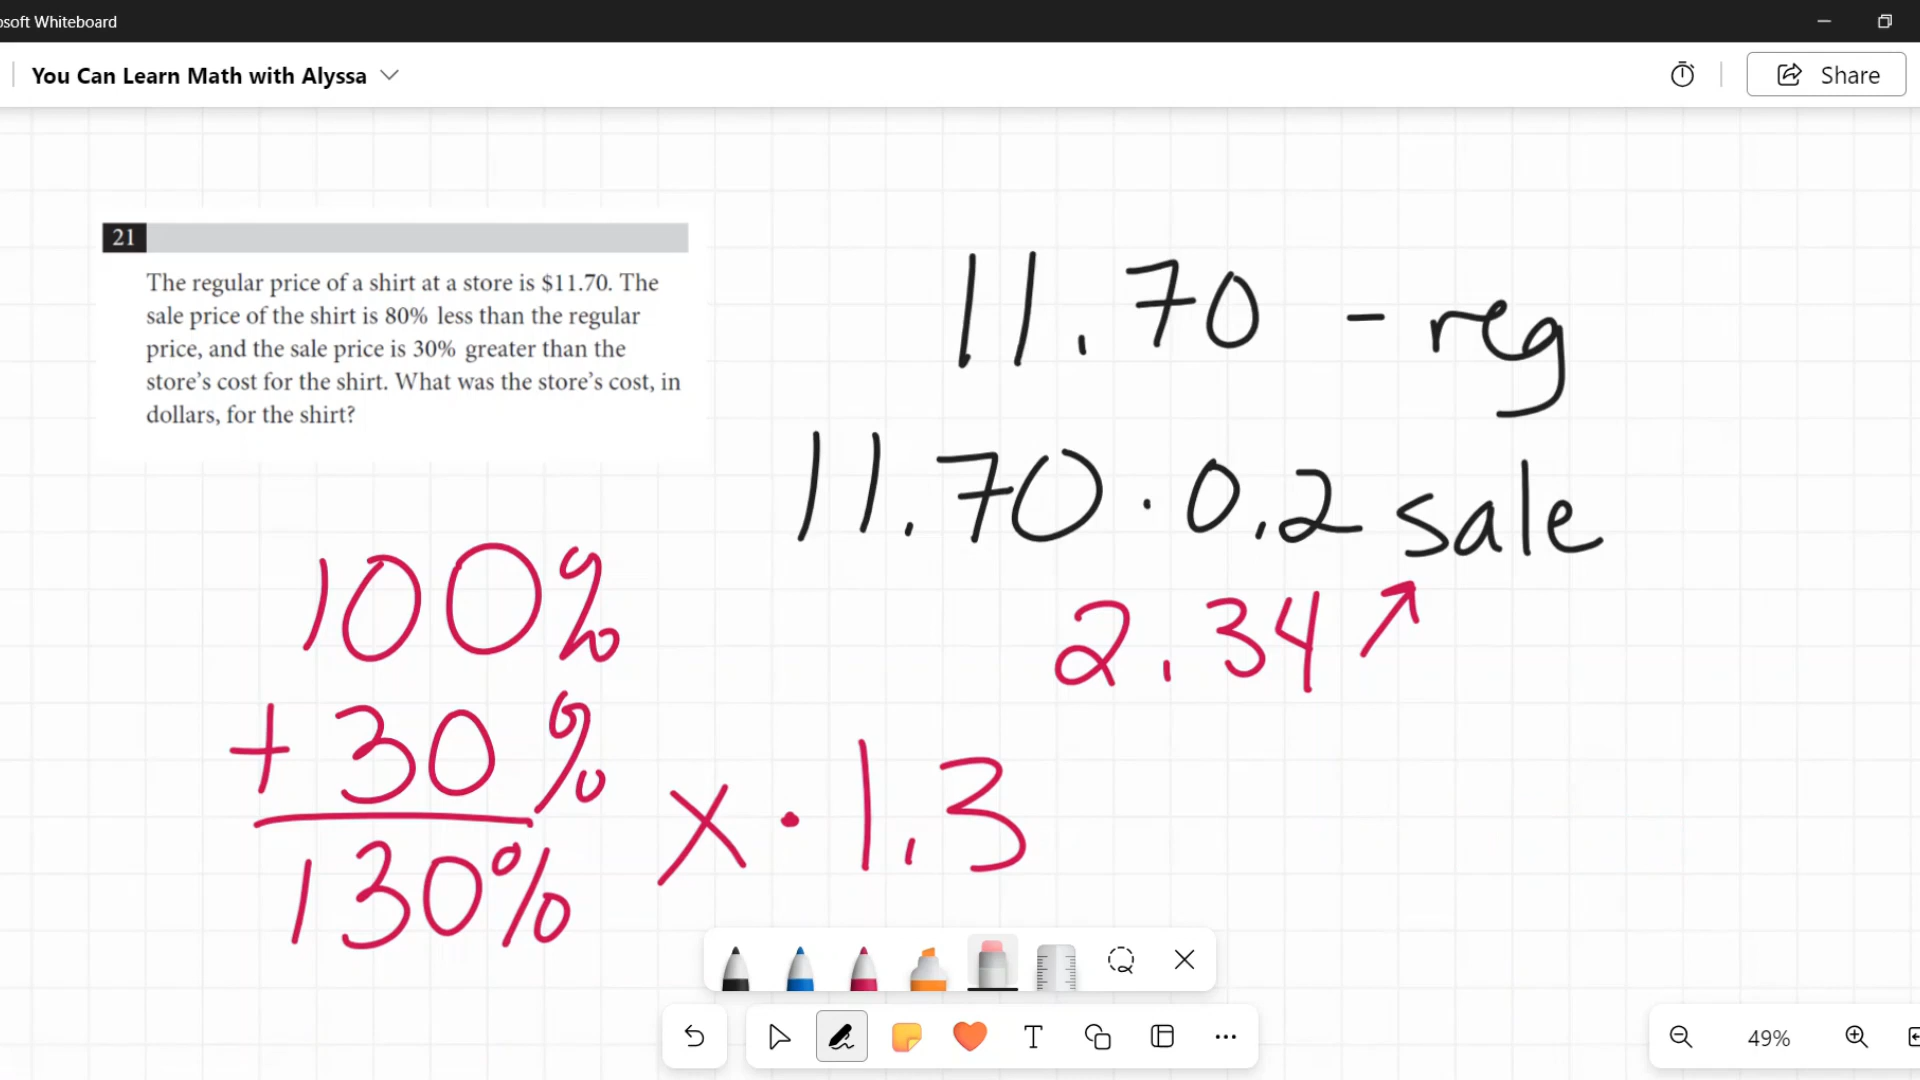 osoft Whiteboard
You Can Learn Math with Alyssa
Share
21
The regular price of a shirt at a store is $11.70. The
sale price of the shirt is 80% less than the regular
price, and the sale price is 30% greater than the
store's cost for the shirt. What was the store's cost, in
dollars, for the shirt?
11.70 - reg
11.70 · 0.2 sale
2.34
100%
+ 30%
130%
x · 1.3
49%